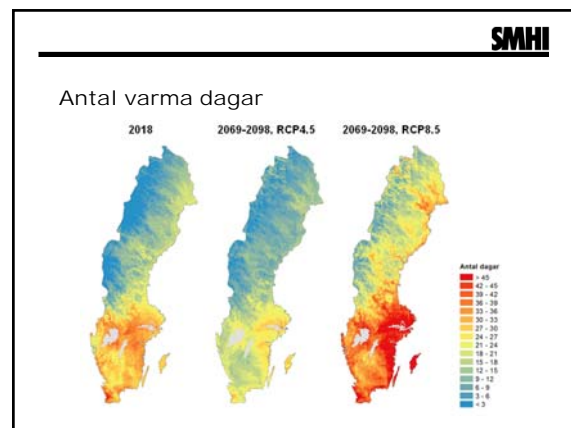 SMHI
Antal varma dagar
2018
2069-2098, RCP4.5
2069-2098, RCP8.5
Antal dagar
> 45
42 - 45
39 - 42
36 - 39
33 - 36
30 - 33
27 - 30
24 - 27
21 - 24
18 - 21
15 - 18
12 - 15
9 - 12
6 - 9
3 - 6
< 3